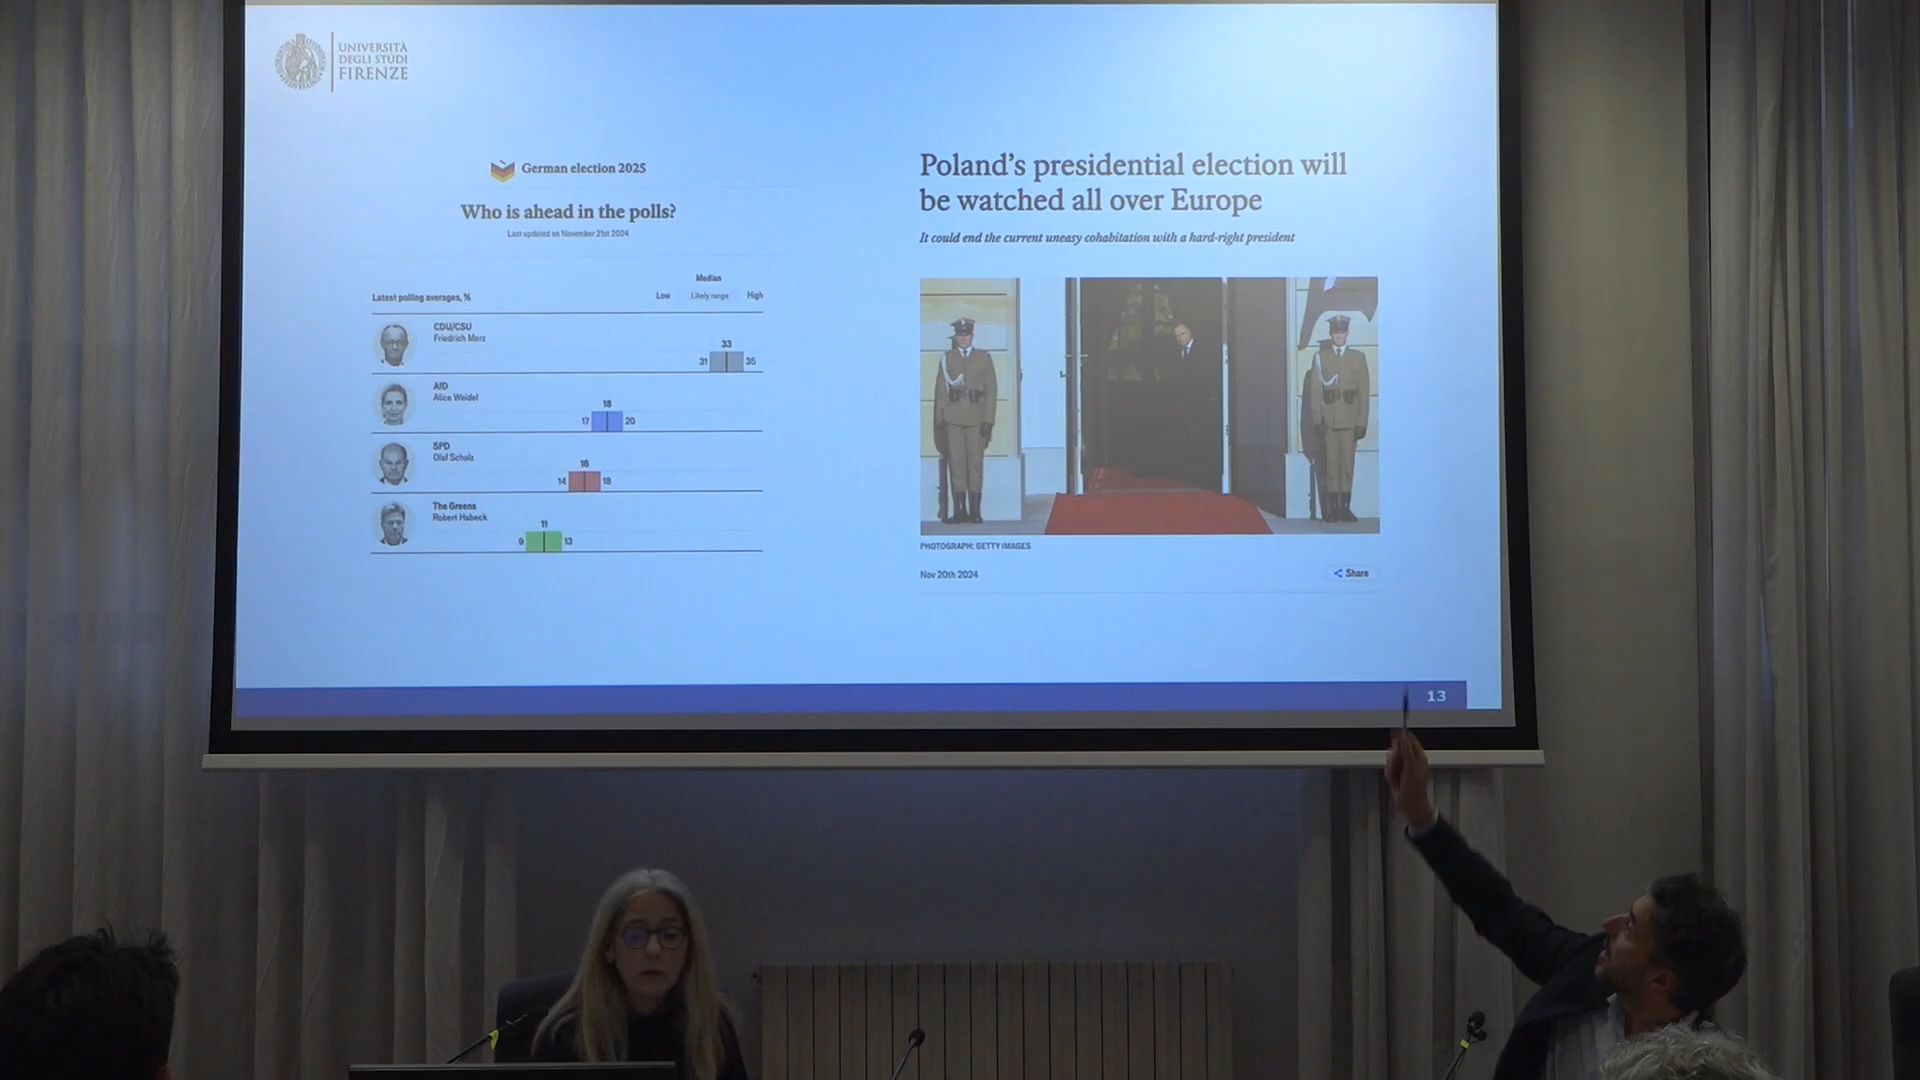 UNIVERSITÀ
DEGLI STUDI
FIRENZE
German election 2025
Who is ahead in the polls?
Last updated on November 21st 2024
Median
Latest polling averages, %
Low Likely range High
CDU/CSU
Friedrich Merz
33
31 35
AfD
Alice Weidel
18
17 20
SPD
Olaf Scholz
16
14 18
The Greens
Robert Habeck
11
9 13
Poland's presidential election will
be watched all over Europe
It could end the current uneasy cohabitation with a hard-right president
PHOTOGRAPH: GETTY IMAGES
Nov 20th 2024
Share
13